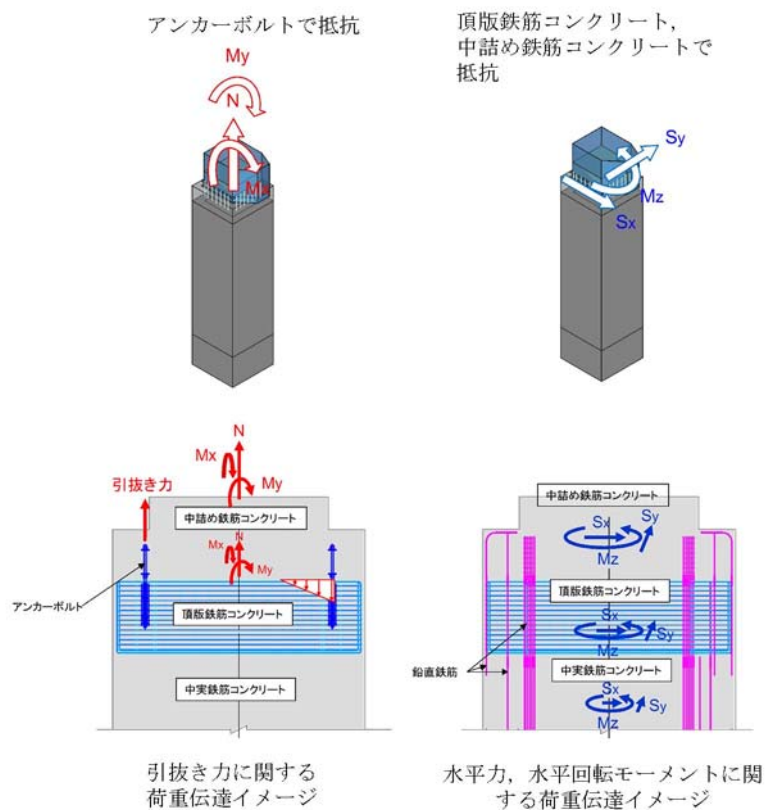 アンカーボルトで抵抗
頂版鉄筋コンクリート,
中詰め鉄筋コンクリートで
抵抗
My
N
Mx
Sy
Mz
Sx
N
Mx
My
引抜き力
中詰め鉄筋コンクリート
N
Mx
My
アンカーボルト
頂版鉄筋コンクリート
中実鉄筋コンクリート
中詰め鉄筋コンクリート
Sx
Sy
Mz
頂版鉄筋コンクリート
Sx
Sy
Mz
鉛直鉄筋
中実鉄筋コンクリート
Sx
Sy
Mz
引抜き力に関する
荷重伝達イメージ
水平力，水平回転モーメントに関
する荷重伝達イメージ